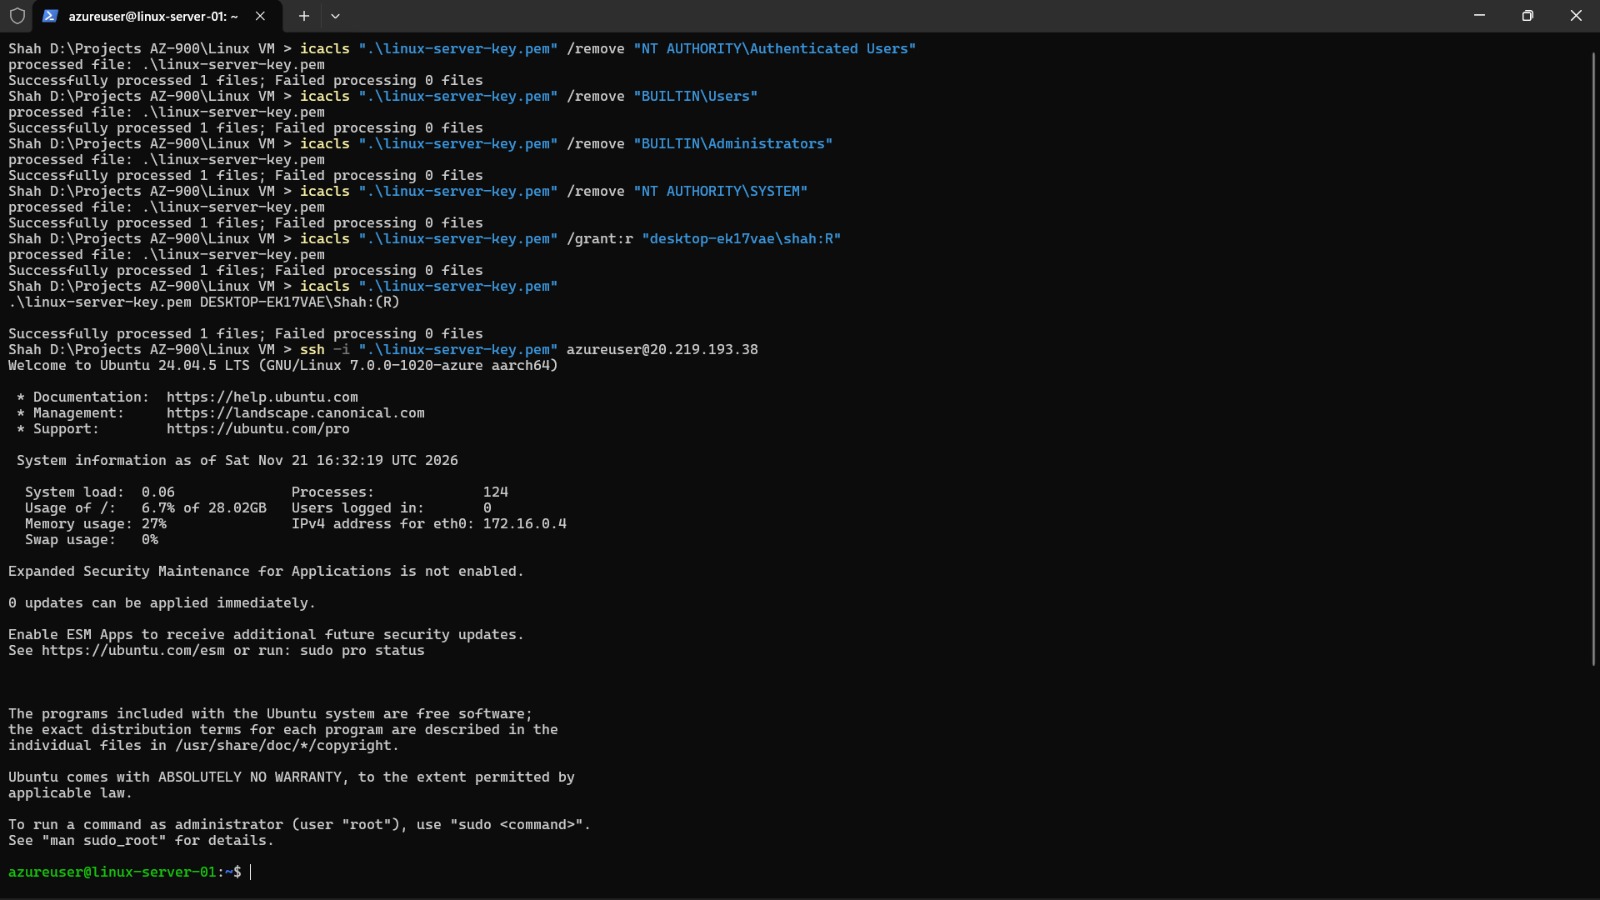 azureuser@linux-server-01: ~
Shah D:\Projects AZ-900\Linux VM > icacls ".\linux-server-key.pem" /remove "NT AUTHORITY\Authenticated Users"
processed file: .\linux-server-key.pem
Successfully processed 1 files; Failed processing 0 files
Shah D:\Projects AZ-900\Linux VM > icacls ".\linux-server-key.pem" /remove "BUILTIN\Users"
processed file: .\linux-server-key.pem
Successfully processed 1 files; Failed processing 0 files
Shah D:\Projects AZ-900\Linux VM > icacls ".\linux-server-key.pem" /remove "BUILTIN\Administrators"
processed file: .\linux-server-key.pem
Successfully processed 1 files; Failed processing 0 files
Shah D:\Projects AZ-900\Linux VM > icacls ".\linux-server-key.pem" /remove "NT AUTHORITY\SYSTEM"
processed file: .\linux-server-key.pem
Successfully processed 1 files; Failed processing 0 files
Shah D:\Projects AZ-900\Linux VM > icacls ".\linux-server-key.pem" /grant:r "desktop-ek17vae\shah:R"
processed file: .\linux-server-key.pem
Successfully processed 1 files; Failed processing 0 files
Shah D:\Projects AZ-900\Linux VM > icacls ".\linux-server-key.pem"
.\linux-server-key.pem DESKTOP-EK17VAE\Shah:(R)
Successfully processed 1 files; Failed processing 0 files
Shah D:\Projects AZ-900\Linux VM > ssh -i ".\linux-server-key.pem" azureuser@20.219.193.38
Welcome to Ubuntu 24.04.5 LTS (GNU/Linux 7.0.0-1020-azure aarch64)
* Documentation:  https://help.ubuntu.com
* Management:     https://landscape.canonical.com
* Support:        https://ubuntu.com/pro
System information as of Sat Nov 21 16:32:19 UTC 2026
System load:  0.06              Processes:             124
Usage of /:   6.7% of 28.02GB   Users logged in:       0
Memory usage: 27%               IPv4 address for eth0: 172.16.0.4
Swap usage:   0%
Expanded Security Maintenance for Applications is not enabled.
0 updates can be applied immediately.
Enable ESM Apps to receive additional future security updates.
See https://ubuntu.com/esm or run: sudo pro status
The programs included with the Ubuntu system are free software;
the exact distribution terms for each program are described in the
individual files in /usr/share/doc/*/copyright.
Ubuntu comes with ABSOLUTELY NO WARRANTY, to the extent permitted by
applicable law.
To run a command as administrator (user "root"), use "sudo <command>".
See "man sudo_root" for details.
azureuser@linux-server-01:~$